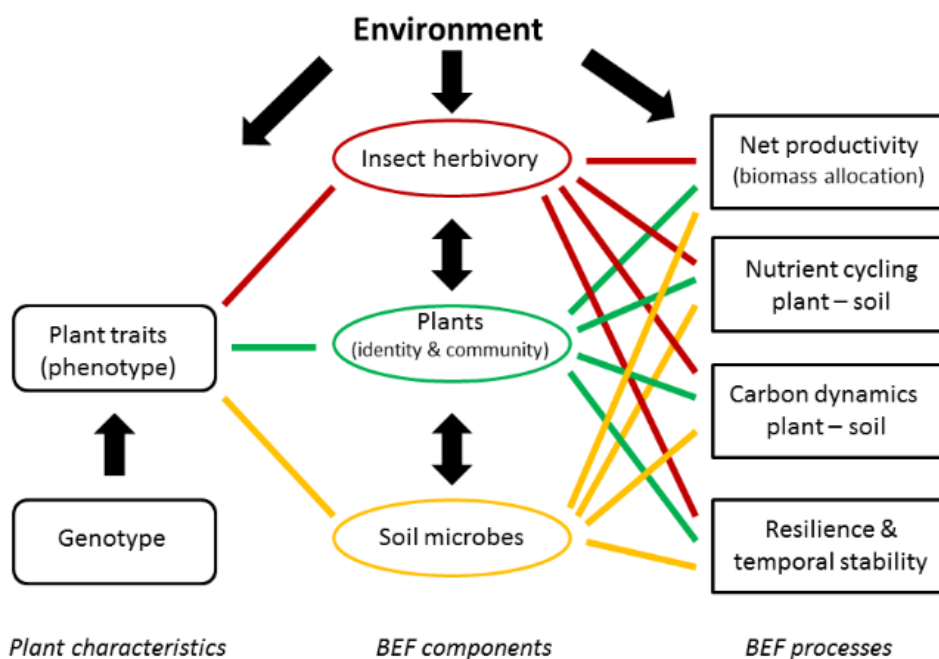 Environment
Insect herbivory
Net productivity
(biomass allocation)
Nutrient cycling
plant – soil
Plant traits
(phenotype)
Plants
(identity & community)
Carbon dynamics
plant – soil
Genotype
Soil microbes
Resilience &
temporal stability
Plant characteristics
BEF components
BEF processes